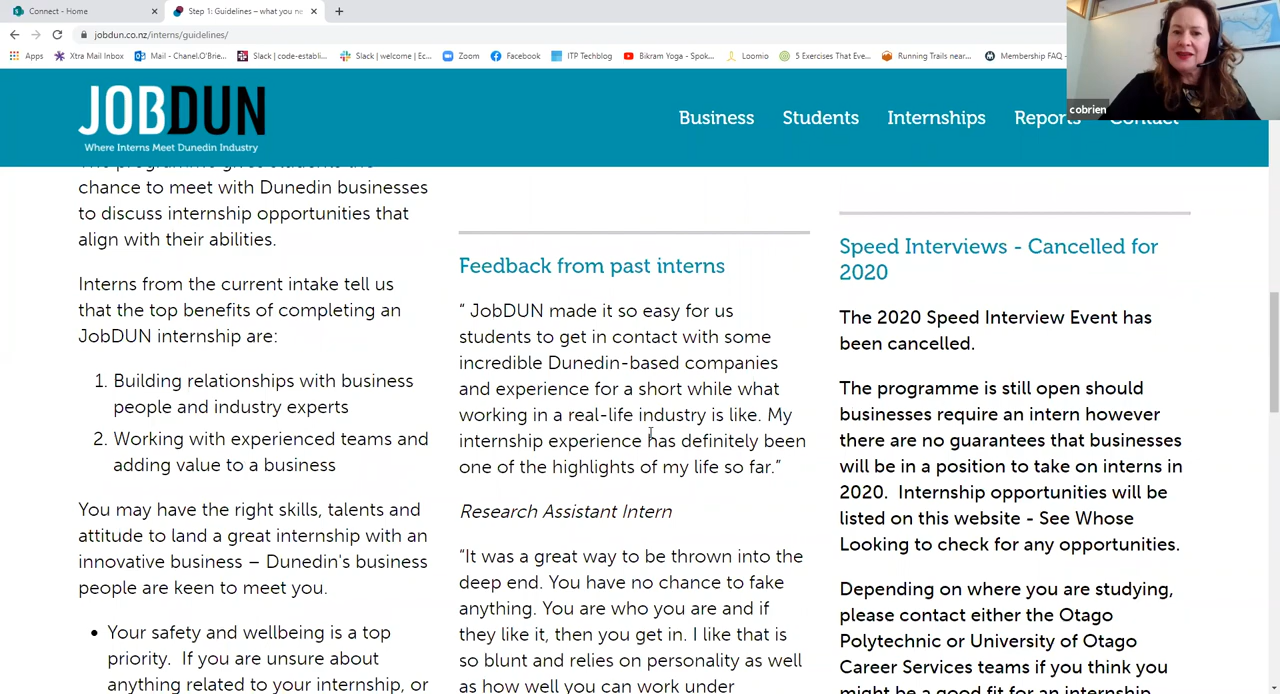 Connect - Home
Step 1: Guidelines – what you ne
jobdun.co.nz/interns/guidelines/
Apps
Xtra Mail Inbox
Mail - Chanel.O'Brie...
Slack | code-establi...
Slack | welcome | Ec...
Zoom
Facebook
ITP Techblog
Bikram Yoga - Spok...
Loomio
5 Exercises That Eve...
Running Trails near...
Membership FAQ -
cobrien
JOBDUN
Where Interns Meet Dunedin Industry
Business
Students
Internships
Reports
Contact
The programme gives students the
chance to meet with Dunedin businesses
to discuss internship opportunities that
align with their abilities.
Interns from the current intake tell us
that the top benefits of completing an
JobDUN internship are:
1. Building relationships with business
people and industry experts
2. Working with experienced teams and
adding value to a business
You may have the right skills, talents and
attitude to land a great internship with an
innovative business – Dunedin's business
people are keen to meet you.
• Your safety and wellbeing is a top
priority. If you are unsure about
anything related to your internship, or
Feedback from past interns
“ JobDUN made it so easy for us
students to get in contact with some
incredible Dunedin-based companies
and experience for a short while what
working in a real-life industry is like. My
internship experience has definitely been
one of the highlights of my life so far.”
Research Assistant Intern
“It was a great way to be thrown into the
deep end. You have no chance to fake
anything. You are who you are and if
they like it, then you get in. I like that is
so blunt and relies on personality as well
as how well you can work under
Speed Interviews - Cancelled for
2020
The 2020 Speed Interview Event has
been cancelled.
The programme is still open should
businesses require an intern however
there are no guarantees that businesses
will be in a position to take on interns in
2020. Internship opportunities will be
listed on this website - See Whose
Looking to check for any opportunities.
Depending on where you are studying,
please contact either the Otago
Polytechnic or University of Otago
Career Services teams if you think you
might be a good fit for an internship